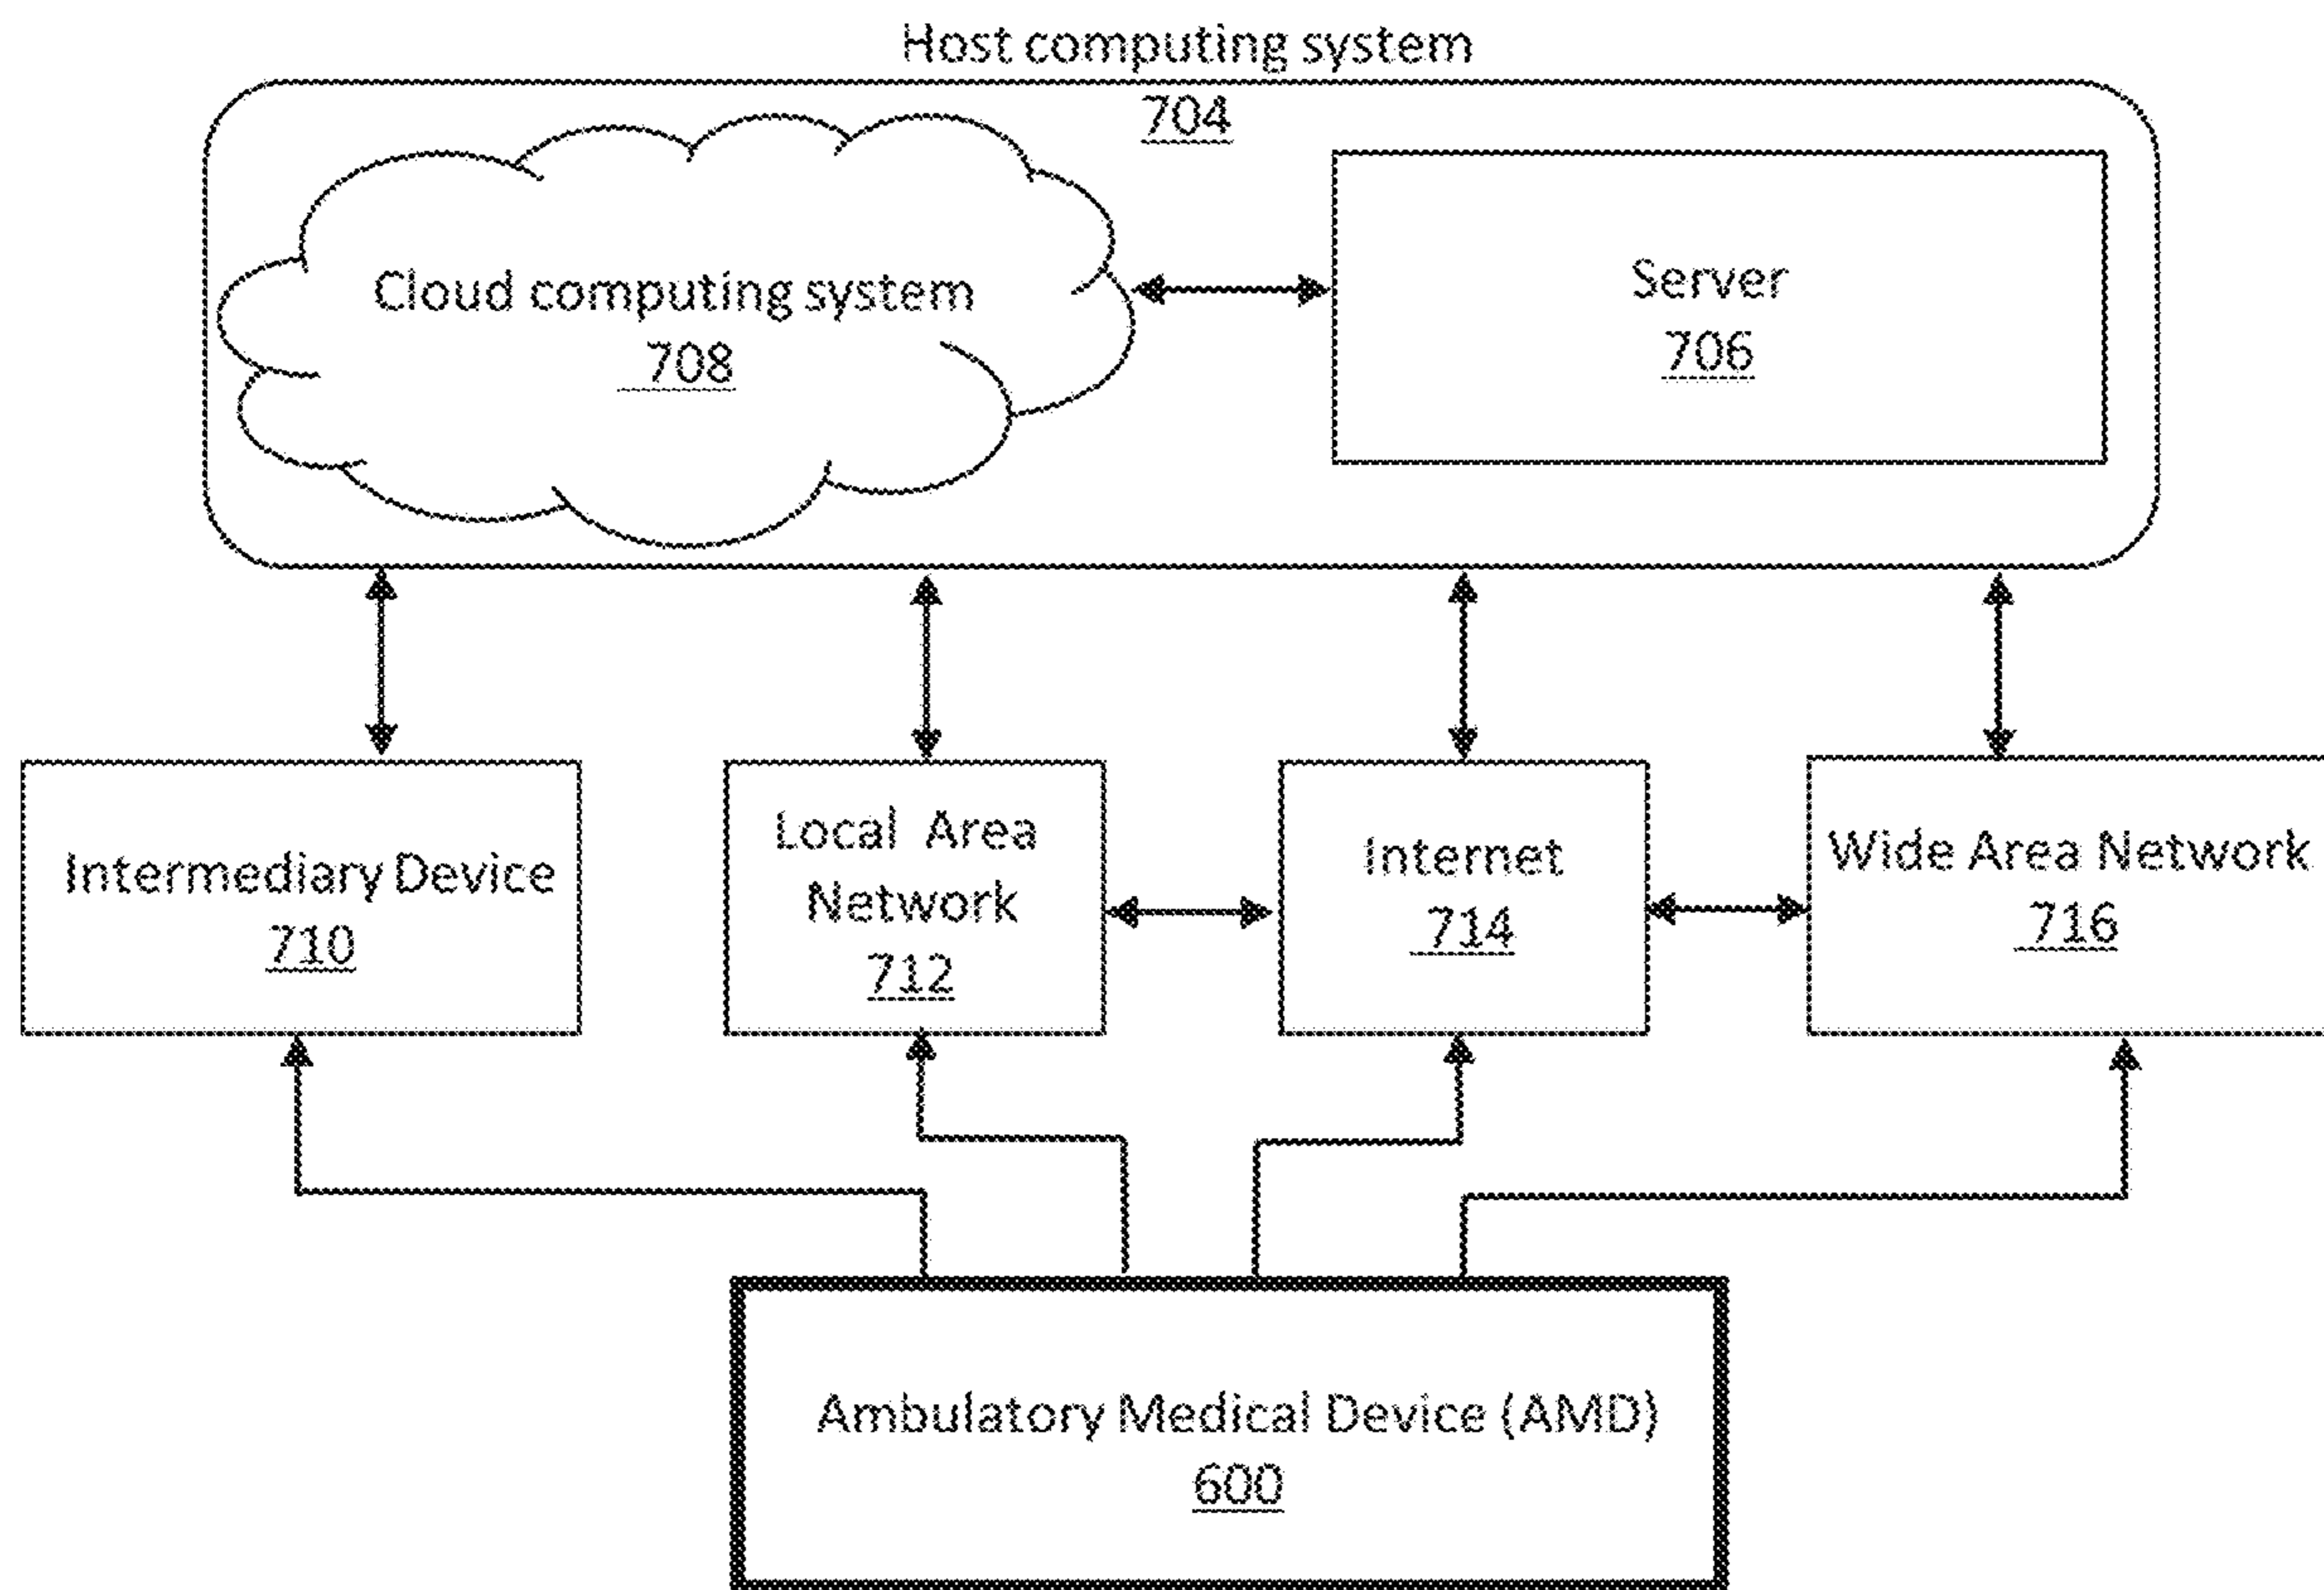 Host computing system
704
Cloud computing system
708
Server
706
Intermediary Device
710
Local Area
Network
712
Internet
714
Wide Area Network
716
Ambulatory Medical Device (AMD)
600